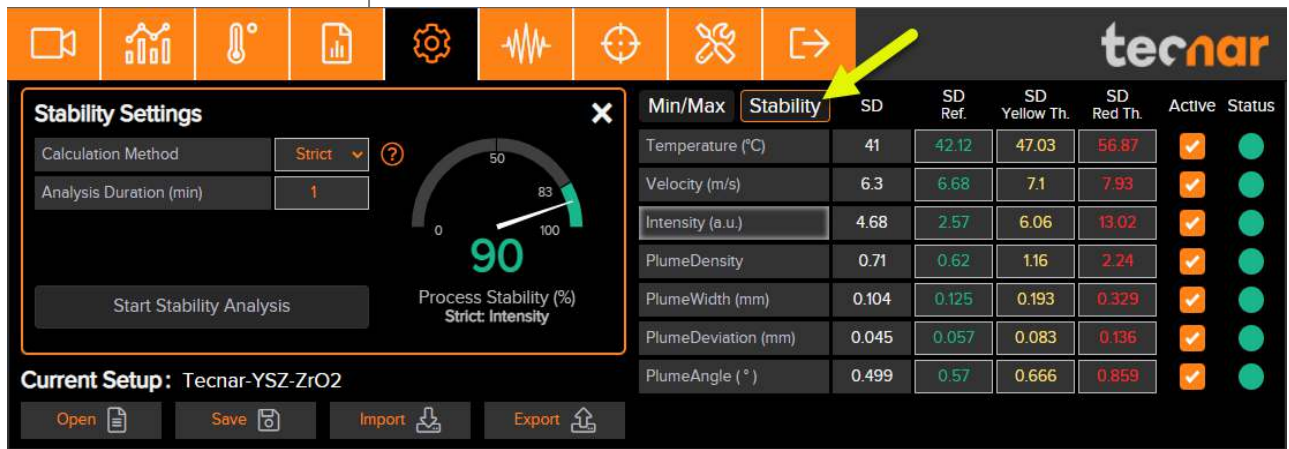 tecnar
Stability Settings
Calculation Method Strict ?
Analysis Duration (min) 1
50
83
0 100
90
Process Stability (%)
Strict: Intensity
Start Stability Analysis
Current Setup: Tecnar-YSZ-ZrO2
Open Save Import Export
Min/Max Stability SD SD Ref. SD Yellow Th. SD Red Th. Active Status
Temperature (°C) 41 42.12 47.03 56.87
Velocity (m/s) 6.3 6.68 7.1 7.93
Intensity (a.u.) 4.68 2.57 6.06 13.02
PlumeDensity 0.71 0.62 1.16 2.24
PlumeWidth (mm) 0.104 0.125 0.193 0.329
PlumeDeviation (mm) 0.045 0.057 0.083 0.136
PlumeAngle (°) 0.499 0.57 0.666 0.859